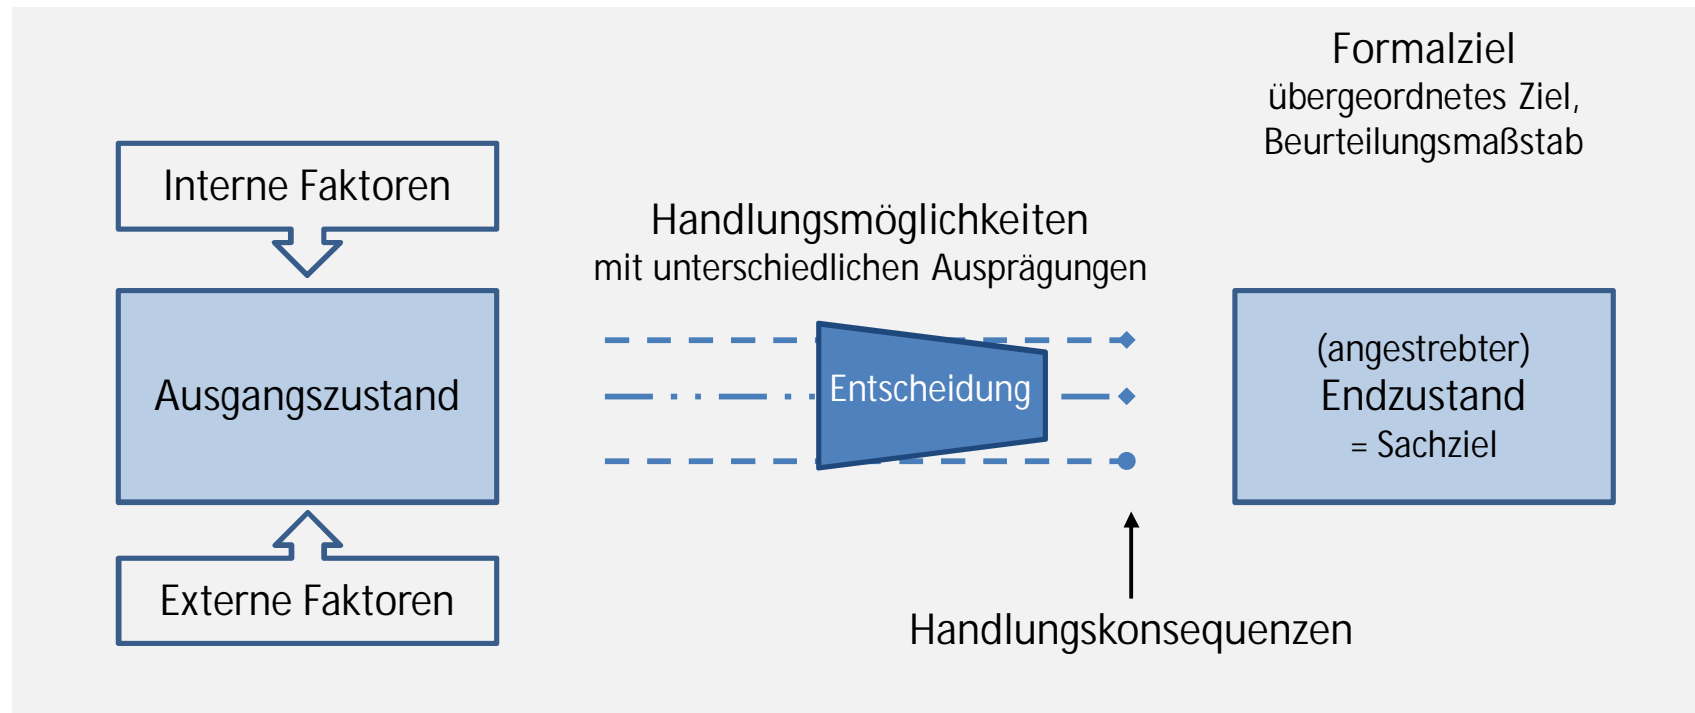 Formalziel
übergeordnetes Ziel,
Beurteilungsmaßstab
Interne Faktoren
Handlungsmöglichkeiten
mit unterschiedlichen Ausprägungen
Ausgangszustand
Entscheidung
(angestrebter)
Endzustand
= Sachziel
Externe Faktoren
Handlungskonsequenzen